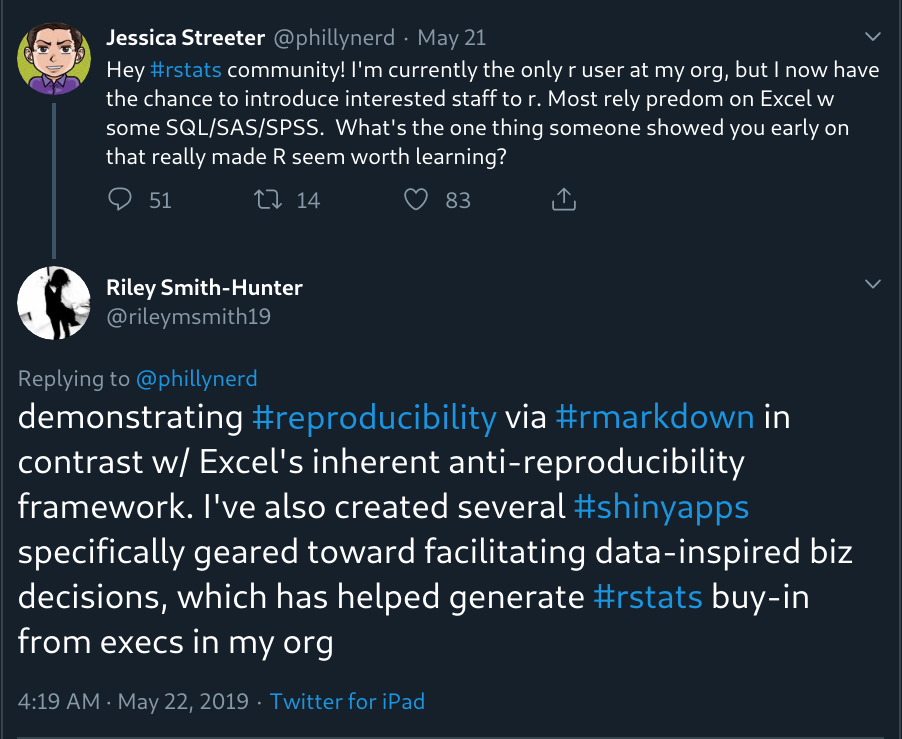 Jessica Streeter @phillynerd · May 21
Hey #rstats community! I'm currently the only r user at my org, but I now have
the chance to introduce interested staff to r. Most rely predom on Excel w
some SQL/SAS/SPSS.  What's the one thing someone showed you early on
that really made R seem worth learning?
51 14 83
Riley Smith-Hunter
@rileymsmith19
Replying to @phillynerd
demonstrating #reproducibility via #rmarkdown in
contrast w/ Excel's inherent anti-reproducibility
framework. I've also created several #shinyapps
specifically geared toward facilitating data-inspired biz
decisions, which has helped generate #rstats buy-in
from execs in my org
4:19 AM · May 22, 2019 · Twitter for iPad